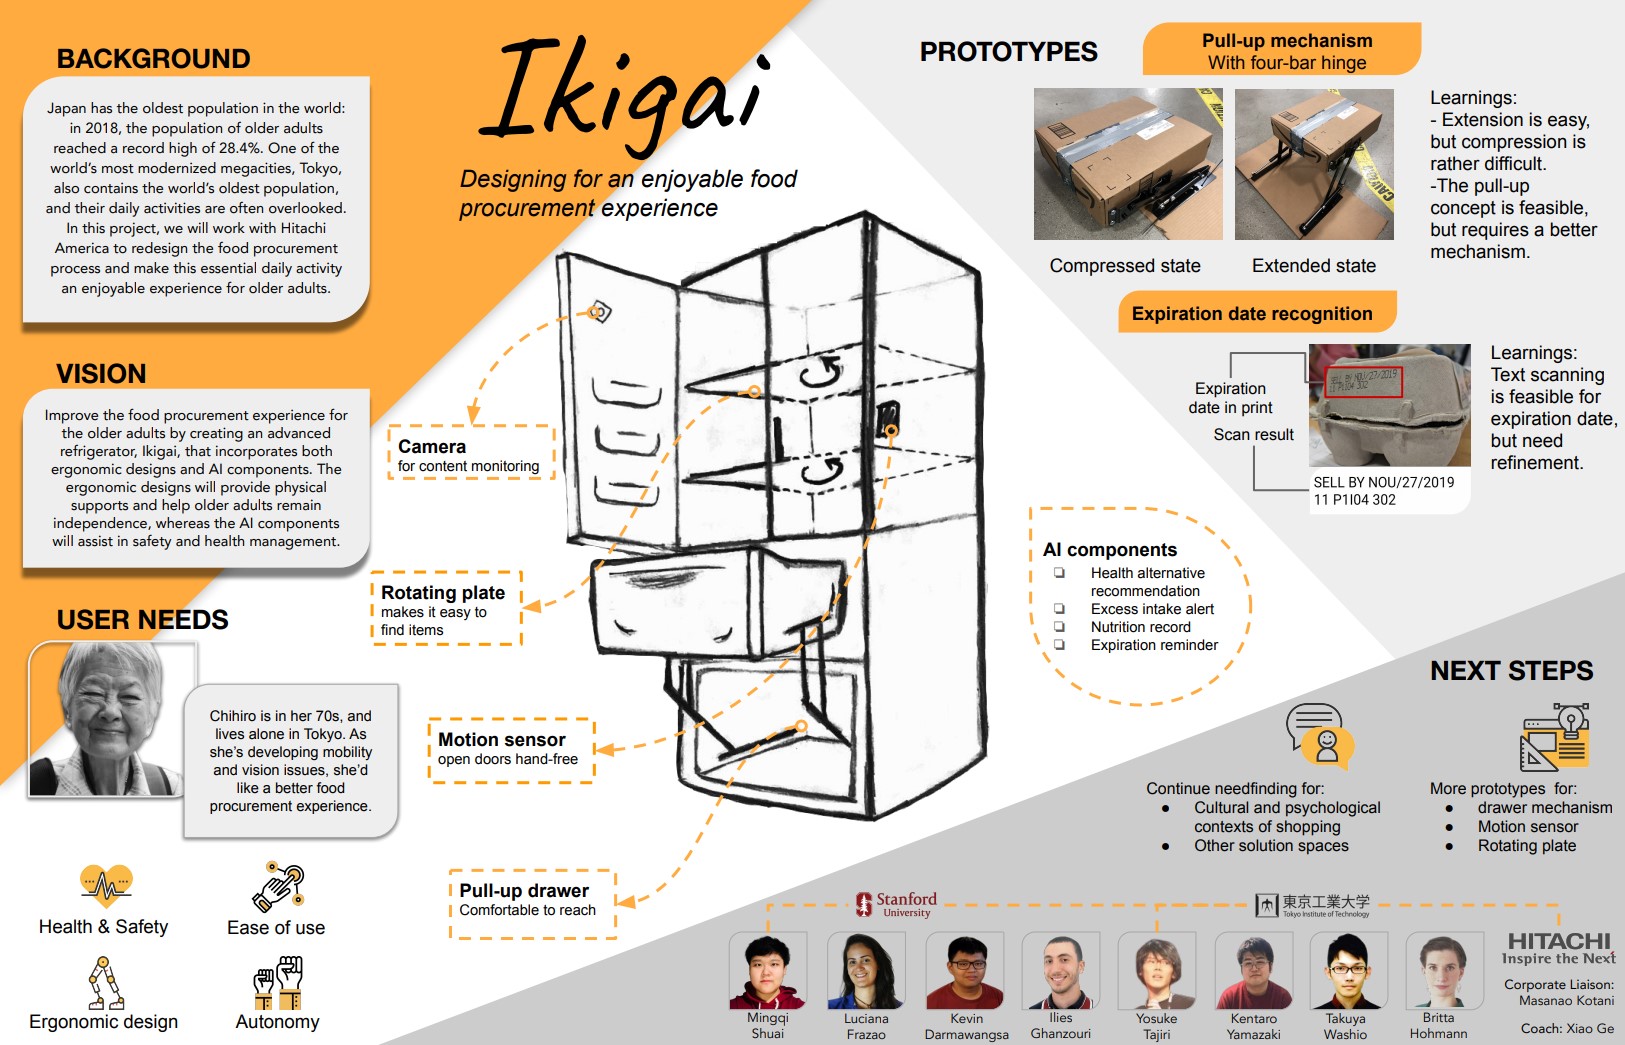 BACKGROUND
Japan has the oldest population in the world:
in 2018, the population of older adults
reached a record high of 28.4%. One of the
world's most modernized megacities, Tokyo,
also contains the world's oldest population,
and their daily activities are often overlooked.
In this project, we will work with Hitachi
America to redesign the food procurement
process and make this essential daily activity
an enjoyable experience for older adults.
VISION
Improve the food procurement experience for
the older adults by creating an advanced
refrigerator, Ikigai, that incorporates both
ergonomic designs and AI components. The
ergonomic designs will provide physical
supports and help older adults remain
independence, whereas the AI components
will assist in safety and health management.
USER NEEDS
Chihiro is in her 70s, and
lives alone in Tokyo. As
she's developing mobility
and vision issues, she'd
like a better food
procurement experience.
Health & Safety
Ease of use
Ergonomic design
Autonomy
Ikigai
Designing for an enjoyable food
procurement experience
Camera
for content monitoring
Rotating plate
makes it easy to
find items
Motion sensor
open doors hand-free
Pull-up drawer
Comfortable to reach
AI components
❏ Health alternative
recommendation
❏ Excess intake alert
❏ Nutrition record
❏ Expiration reminder
PROTOTYPES
Pull-up mechanism
With four-bar hinge
Compressed state
Extended state
Learnings:
- Extension is easy,
but compression is
rather difficult.
-The pull-up
concept is feasible,
but requires a better
mechanism.
Expiration date recognition
Expiration
date in print
Scan result
SELL BY NOU/27/2019
11 P1I04 302
SELL BY NOU/27/2019
11 P1I04 302
Learnings:
Text scanning
is feasible for
expiration date,
but need
refinement.
NEXT STEPS
Continue needfinding for:
● Cultural and psychological
contexts of shopping
● Other solution spaces
More prototypes for:
● drawer mechanism
● Motion sensor
● Rotating plate
Stanford
University
東京工業大学
Tokyo Institute of Technology
HITACHI
Inspire the Next
Mingqi
Shuai
Luciana
Frazao
Kevin
Darmawangsa
Ilies
Ghanzouri
Yosuke
Tajiri
Kentaro
Yamazaki
Takuya
Washio
Britta
Hohmann
Corporate Liaison:
Masanao Kotani
Coach: Xiao Ge